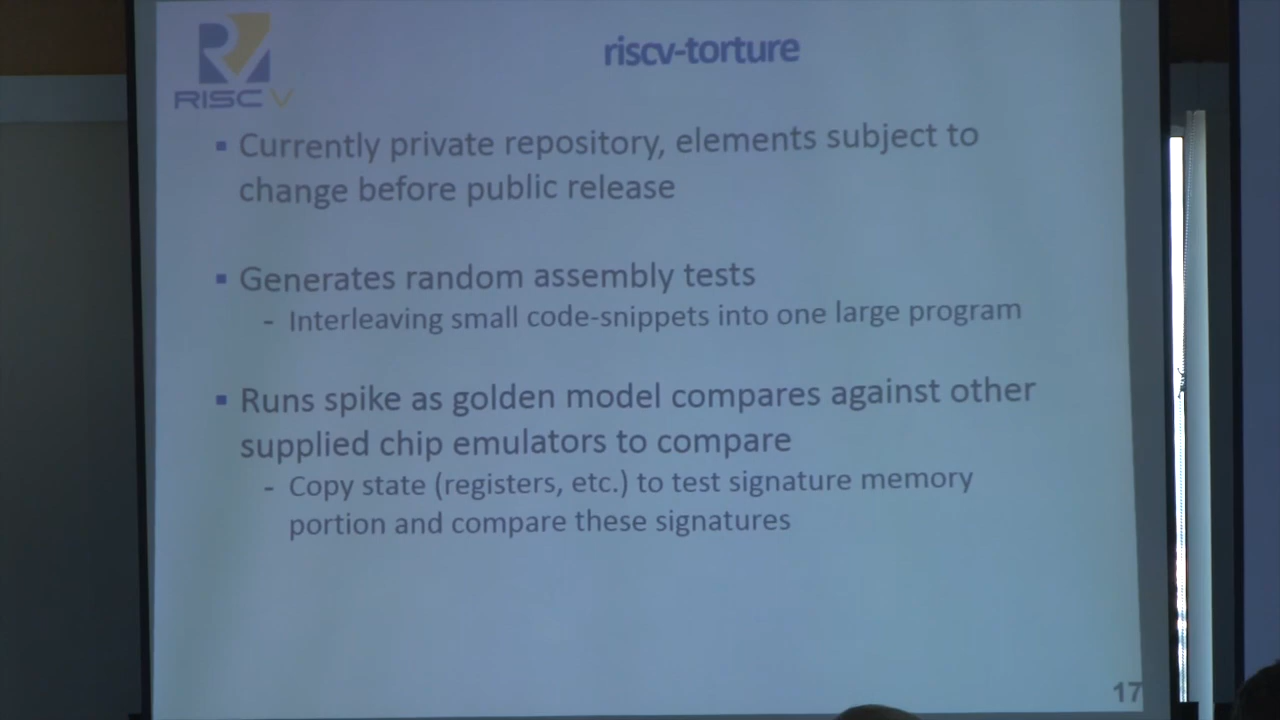 RISC V
riscv-torture
▪ Currently private repository, elements subject to
change before public release
▪ Generates random assembly tests
- Interleaving small code-snippets into one large program
▪ Runs spike as golden model compares against other
supplied chip emulators to compare
- Copy state (registers, etc.) to test signature memory
portion and compare these signatures
17